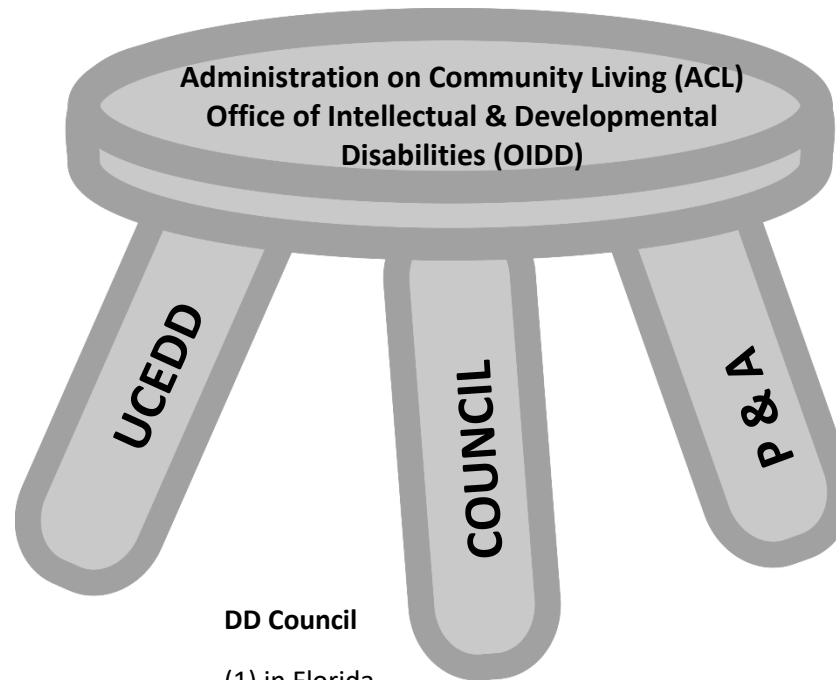 Administration on Community Living (ACL)
Office of Intellectual & Developmental
Disabilities (OIDD)
UCEDD
COUNCIL
P & A
DD Council
(1) in Florida